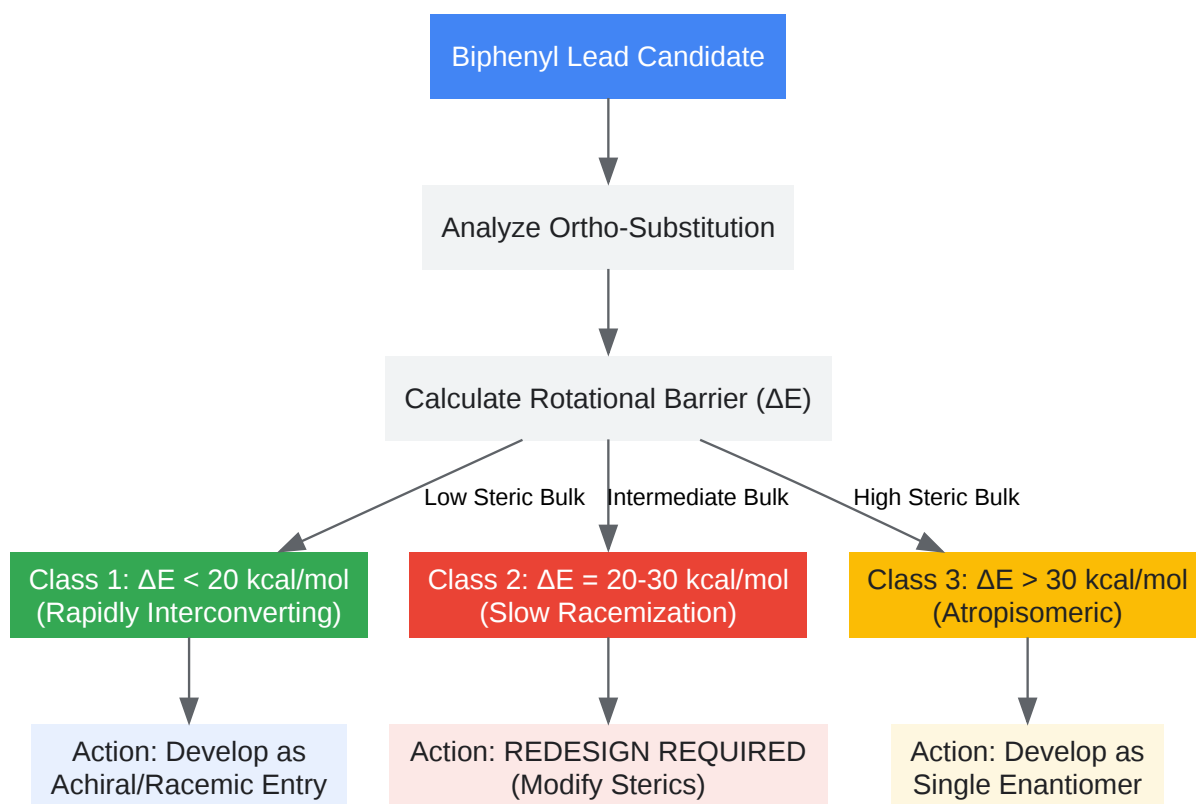 Biphenyl Lead Candidate
Analyze Ortho-Substitution
Calculate Rotational Barrier (ΔE)
Low Steric Bulk
Intermediate Bulk
High Steric Bulk
Class 1: ΔE < 20 kcal/mol
(Rapidly Interconverting)
Class 2: ΔE = 20-30 kcal/mol
(Slow Racemization)
Class 3: ΔE > 30 kcal/mol
(Atropisomeric)
Action: Develop as
Achiral/Racemic Entry
Action: REDESIGN REQUIRED
(Modify Sterics)
Action: Develop as
Single Enantiomer